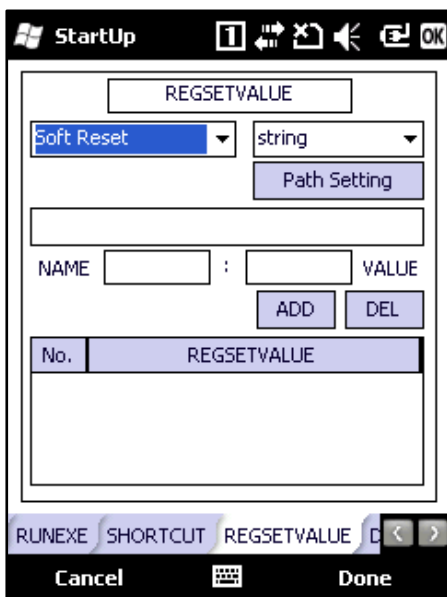 StartUp 1 OK
REGSETVALUE
Soft Reset string
Path Setting
NAME : VALUE
ADD DEL
No. REGSETVALUE
RUNEXE SHORTCUT REGSETVALUE
Cancel Done